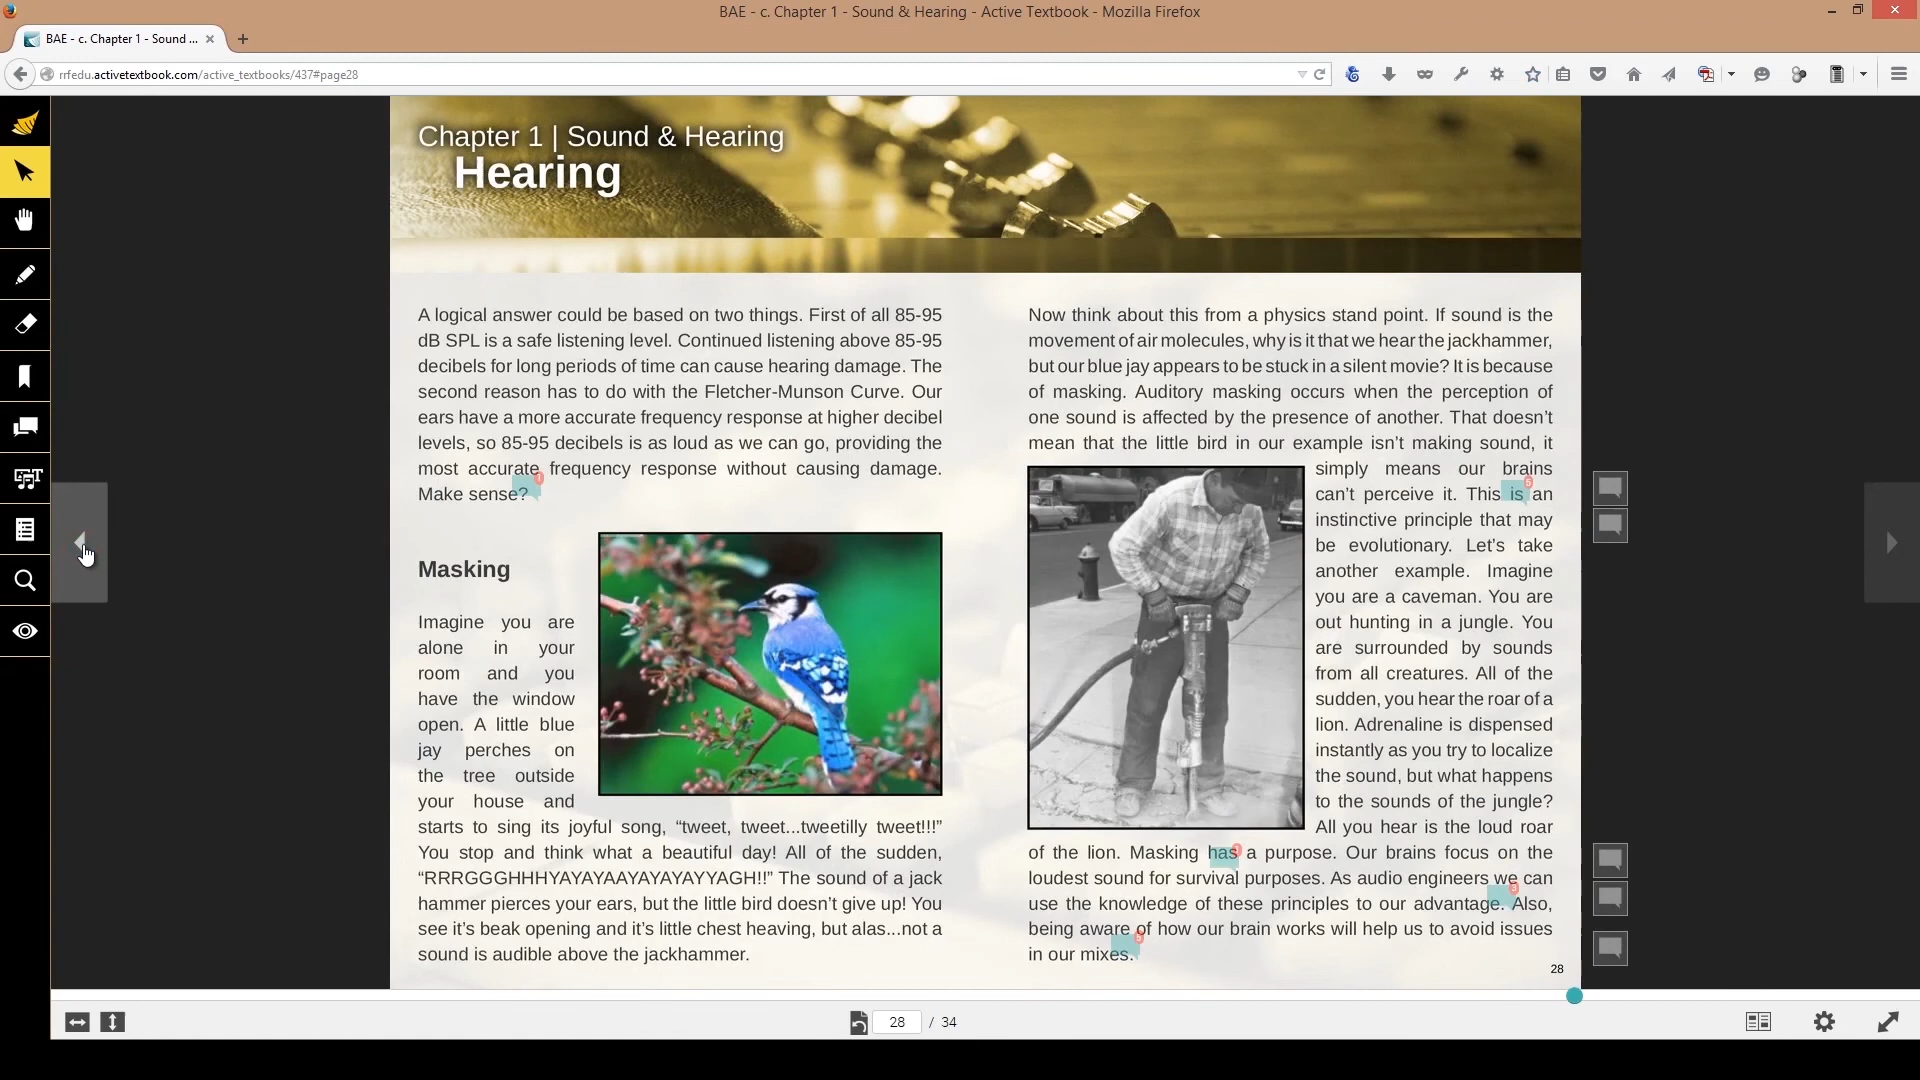 BAE - c. Chapter 1 - Sound & Hearing - Active Textbook - Mozilla Firefox
BAE - c. Chapter 1 - Sound ...
rrfedu.activetextbook.com/active_textbooks/437#page28
Chapter 1 | Sound & Hearing
Hearing
A logical answer could be based on two things. First of all 85-95
dB SPL is a safe listening level. Continued listening above 85-95
decibels for long periods of time can cause hearing damage. The
second reason has to do with the Fletcher-Munson Curve. Our
ears have a more accurate frequency response at higher decibel
levels, so 85-95 decibels is as loud as we can go, providing the
most accurate frequency response without causing damage.
Make sense?
1
Masking
Imagine you are
alone in your
room and you
have the window
open. A little blue
jay perches on
the tree outside
your house and
starts to sing its joyful song, “tweet, tweet...tweetilly tweet!!!”
You stop and think what a beautiful day! All of the sudden,
“RRRGGGHHHYAYAYAAYAYAYAYYAGH!!” The sound of a jack
hammer pierces your ears, but the little bird doesn’t give up! You
see it’s beak opening and it’s little chest heaving, but alas...not a
sound is audible above the jackhammer.
Now think about this from a physics stand point. If sound is the
movement of air molecules, why is it that we hear the jackhammer,
but our blue jay appears to be stuck in a silent movie? It is because
of masking. Auditory masking occurs when the perception of
one sound is affected by the presence of another. That doesn’t
mean that the little bird in our example isn’t making sound, it
simply means our brains
can’t perceive it. This is an
5
instinctive principle that may
be evolutionary. Let’s take
another example. Imagine
you are a caveman. You are
out hunting in a jungle. You
are surrounded by sounds
from all creatures. All of the
sudden, you hear the roar of a
lion. Adrenaline is dispensed
instantly as you try to localize
the sound, but what happens
to the sounds of the jungle?
All you hear is the loud roar
of the lion. Masking has a purpose. Our brains focus on the
loudest sound for survival purposes. As audio engineers we can
3
use the knowledge of these principles to our advantage. Also,
being aware of how our brain works will help us to avoid issues
in our mixes.
28
28 / 34